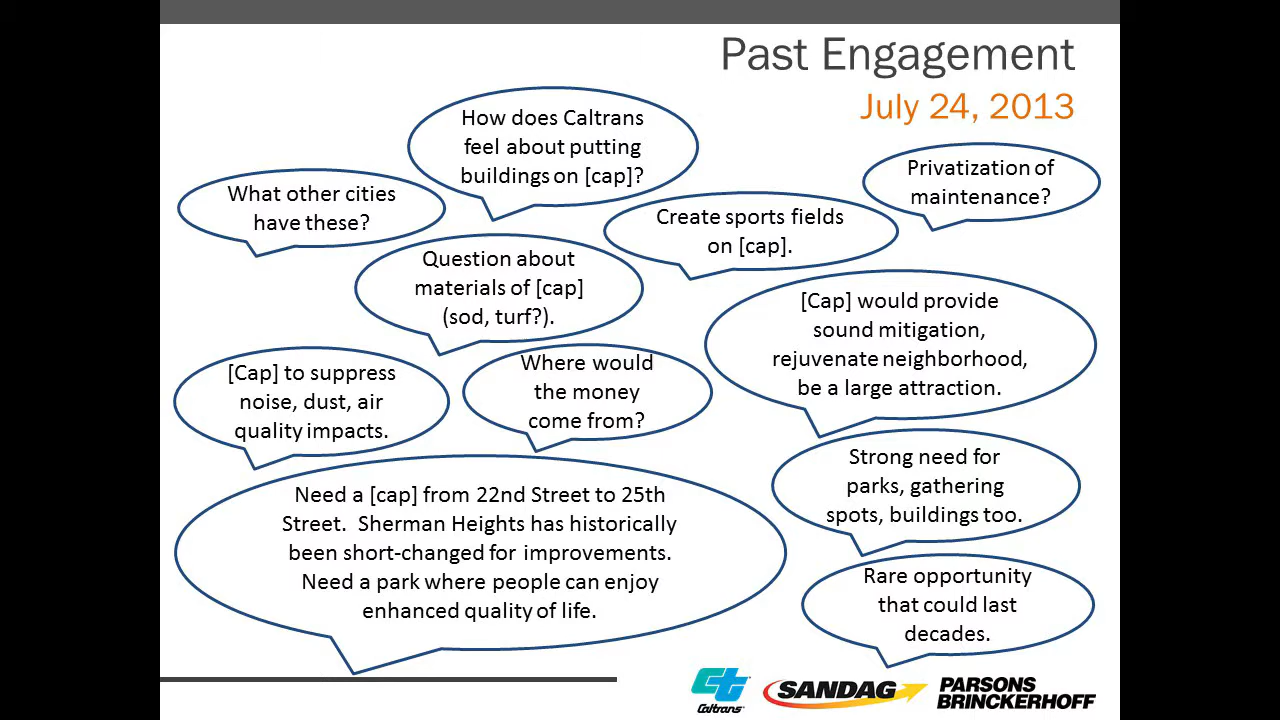 Past Engagement
July 24, 2013
How does Caltrans
feel about putting
buildings on [cap]?
Privatization of
maintenance?
What other cities
have these?
Create sports fields
on [cap].
Question about
materials of [cap]
(sod, turf?).
[Cap] would provide
sound mitigation,
rejuvenate neighborhood,
be a large attraction.
Where would
the money
come from?
[Cap] to suppress
noise, dust, air
quality impacts.
Strong need for
parks, gathering
spots, buildings too.
Need a [cap] from 22nd Street to 25th
Street. Sherman Heights has historically
been short-changed for improvements.
Need a park where people can enjoy
enhanced quality of life.
Rare opportunity
that could last
decades.
Ct
Caltrans
SANDAG
PARSONS
BRINCKERHOFF